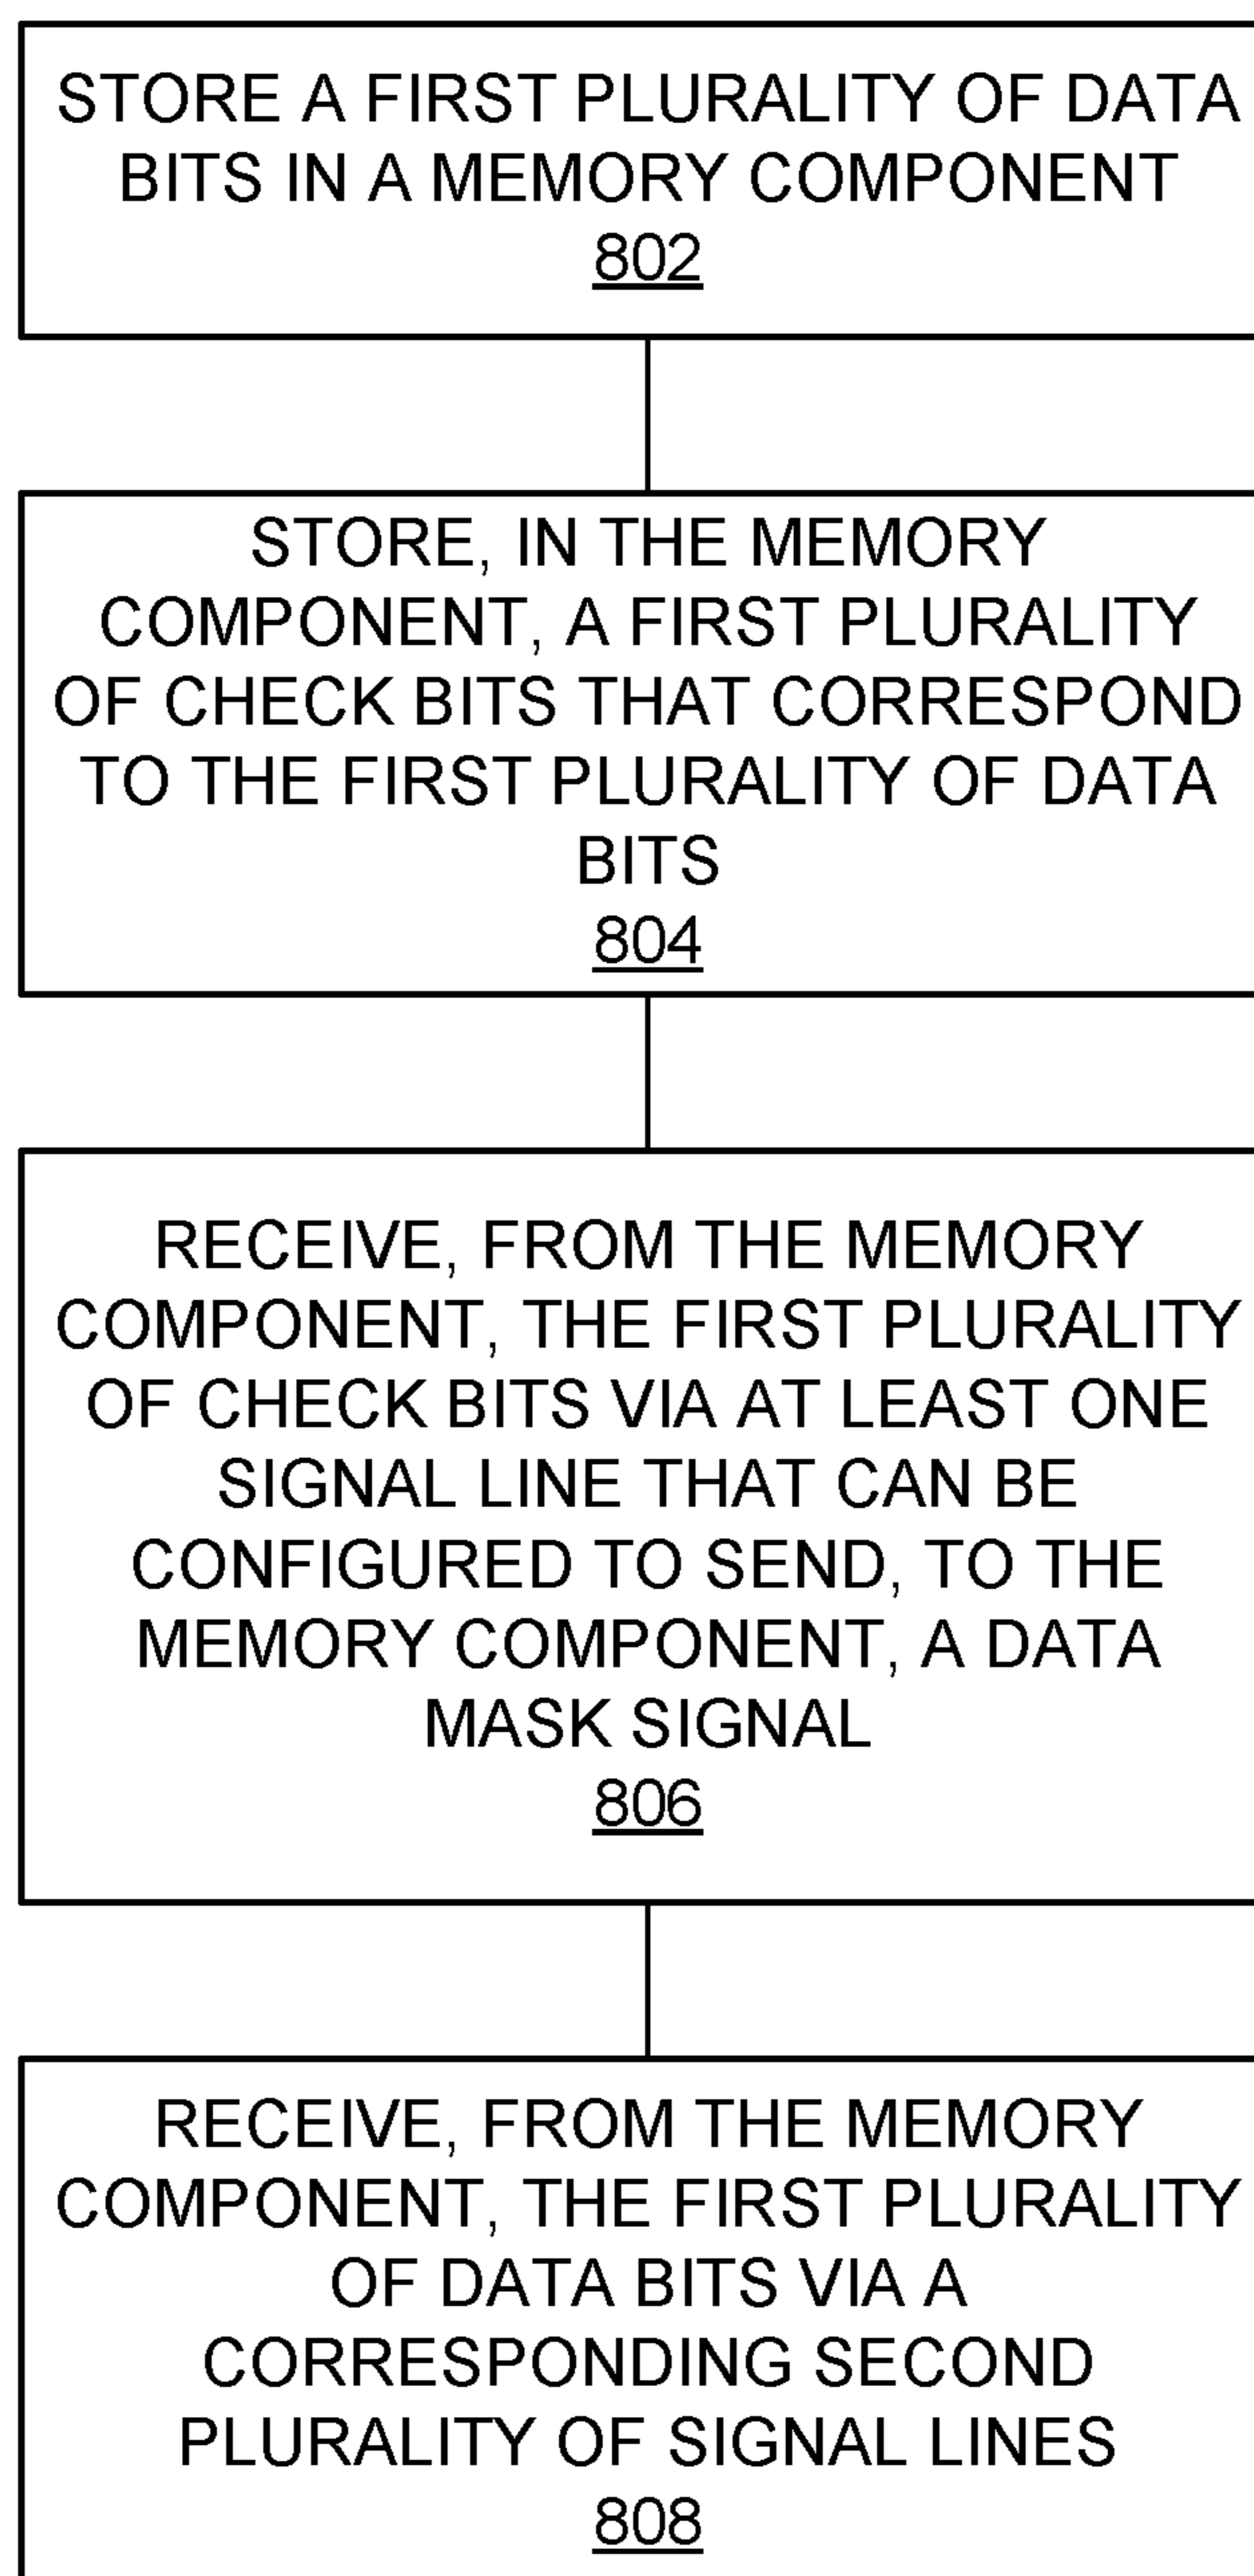 STORE A FIRST PLURALITY OF DATA
BITS IN A MEMORY COMPONENT
802
STORE, IN THE MEMORY
COMPONENT, A FIRST PLURALITY
OF CHECK BITS THAT CORRESPOND
TO THE FIRST PLURALITY OF DATA
BITS
804
RECEIVE, FROM THE MEMORY
COMPONENT, THE FIRST PLURALITY
OF CHECK BITS VIA AT LEAST ONE
SIGNAL LINE THAT CAN BE
CONFIGURED TO SEND, TO THE
MEMORY COMPONENT, A DATA
MASK SIGNAL
806
RECEIVE, FROM THE MEMORY
COMPONENT, THE FIRST PLURALITY
OF DATA BITS VIA A
CORRESPONDING SECOND
PLURALITY OF SIGNAL LINES
808